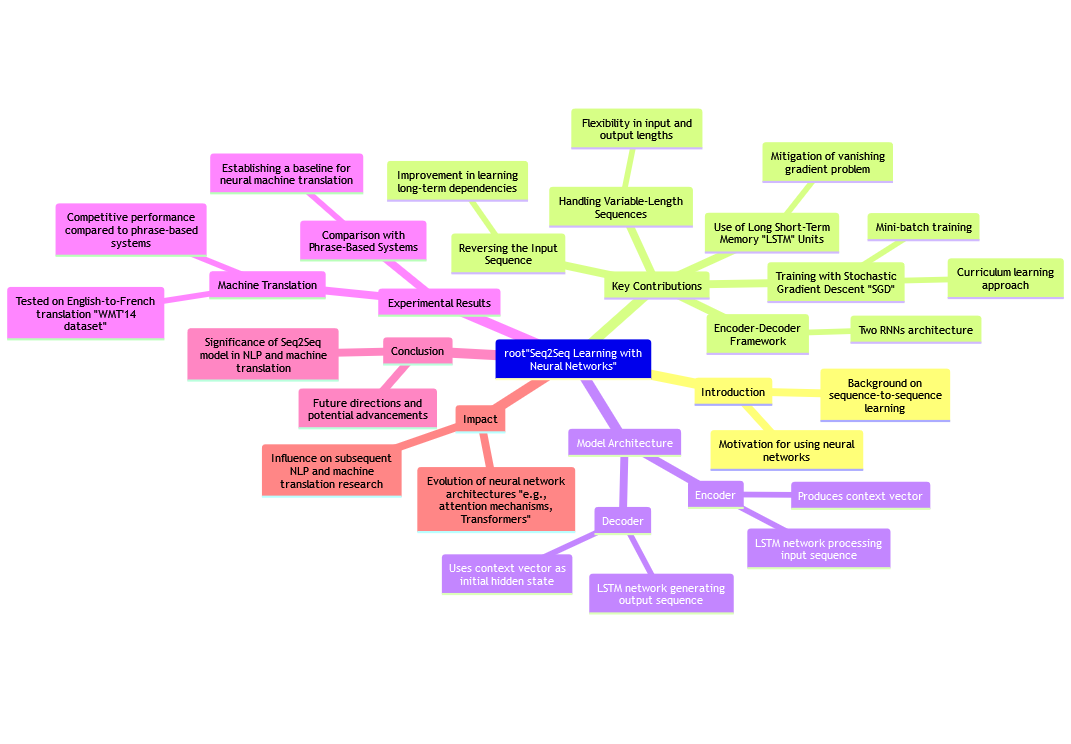 Flexibility in input and
output lengths
Mitigation of vanishing
gradient problem
Establishing a baseline for
neural machine translation
Improvement in learning
long-term dependencies
Handling Variable-Length
Sequences
Competitive performance
compared to phrase-based
systems
Comparison with
Phrase-Based Systems
Use of Long Short-Term
Memory "LSTM" Units
Mini-batch training
Reversing the Input
Sequence
Machine Translation
Key Contributions
Training with Stochastic
Gradient Descent "SGD"
Curriculum learning
approach
Tested on English-to-French
translation "WMT'14
dataset"
Experimental Results
Encoder-Decoder
Framework
Two RNNs architecture
Significance of Seq2Seq
model in NLP and machine
translation
Conclusion
root"Seq2Seq Learning with
Neural Networks"
Introduction
Background on
sequence-to-sequence
learning
Future directions and
potential advancements
Impact
Model Architecture
Motivation for using neural
networks
Influence on subsequent
NLP and machine
translation research
Evolution of neural network
architectures "e.g.,
attention mechanisms,
Transformers"
Encoder
Produces context vector
Decoder
LSTM network processing
input sequence
Uses context vector as
initial hidden state
LSTM network generating
output sequence